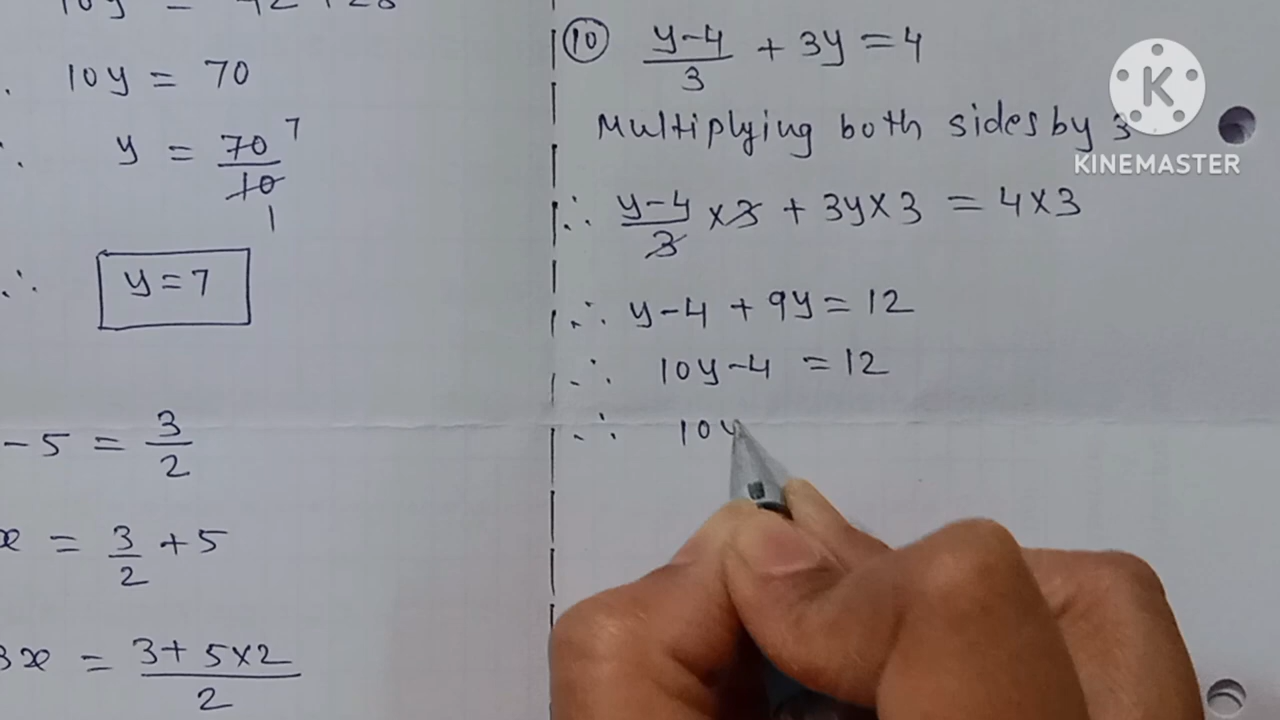 10y = 70
y = 70/10 7
1
∴ y = 7
-5 = 3/2
= 3/2 + 5
3x = 3 + 5×2 / 2
⑩ y-4/3 + 3y = 4
Multiplying both sides by 3
∴ y-4/3 ×3 + 3y×3 = 4×3
∴ y-4 + 9y = 12
∴ 10y-4 = 12
∴ 10y
K
KINEMASTER